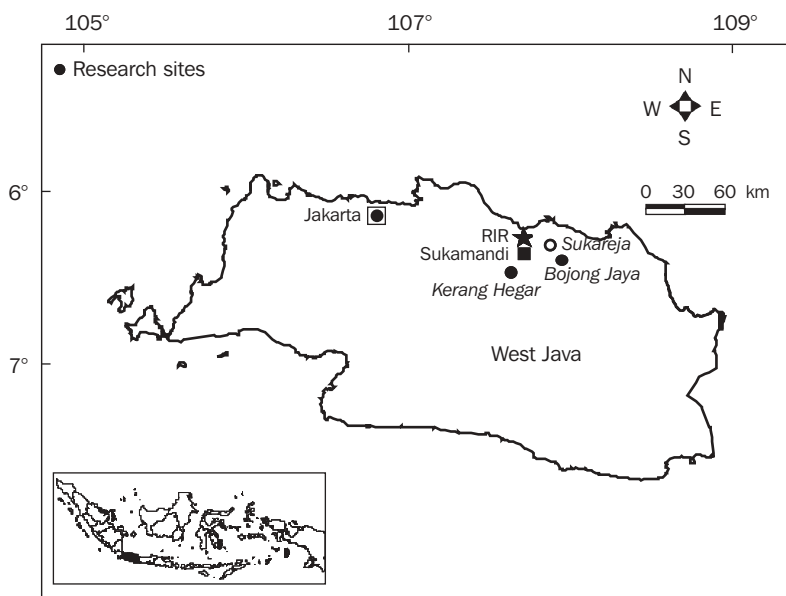 105° 107° 109°
Research sites
N
W E
S
6°
0 30 60 km
Jakarta
RIR
Sukareja
Sukamandi
Bojong Jaya
Kerang Hegar
7°
West Java